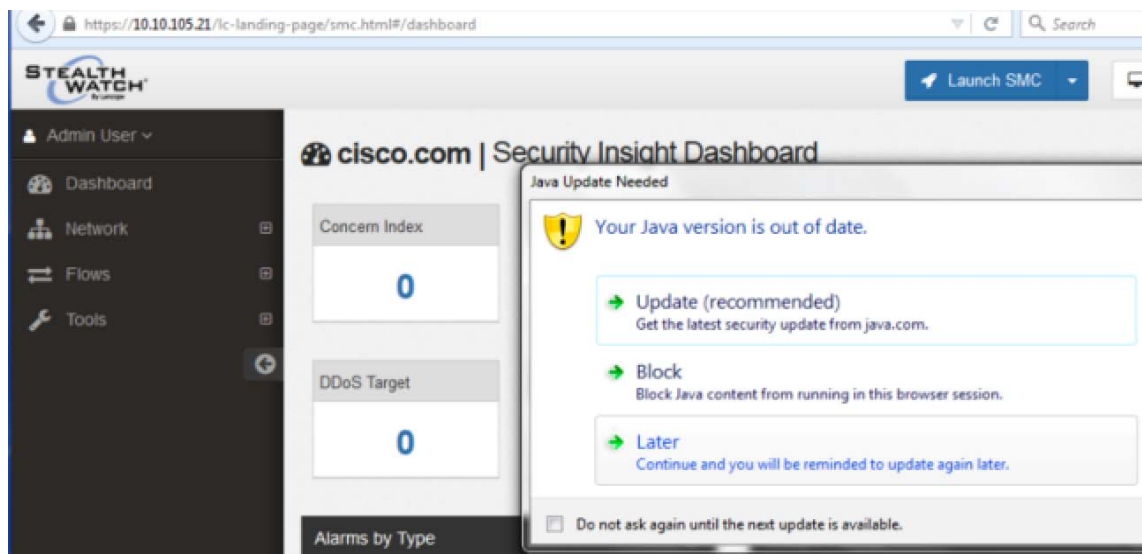 https://10.10.105.21/lc-landing-page/smc.html#/dashboard
Search
STEALTH
WATCH
By Lancope
Launch SMC
Admin User
cisco.com | Security Insight Dashboard
Java Update Needed
Dashboard
Network
Flows
Tools
Concern Index
0
DDoS Target
0
Alarms by Type
Your Java version is out of date.
Update (recommended)
Get the latest security update from java.com.
Block
Block Java content from running in this browser session.
Later
Continue and you will be reminded to update again later.
Do not ask again until the next update is available.